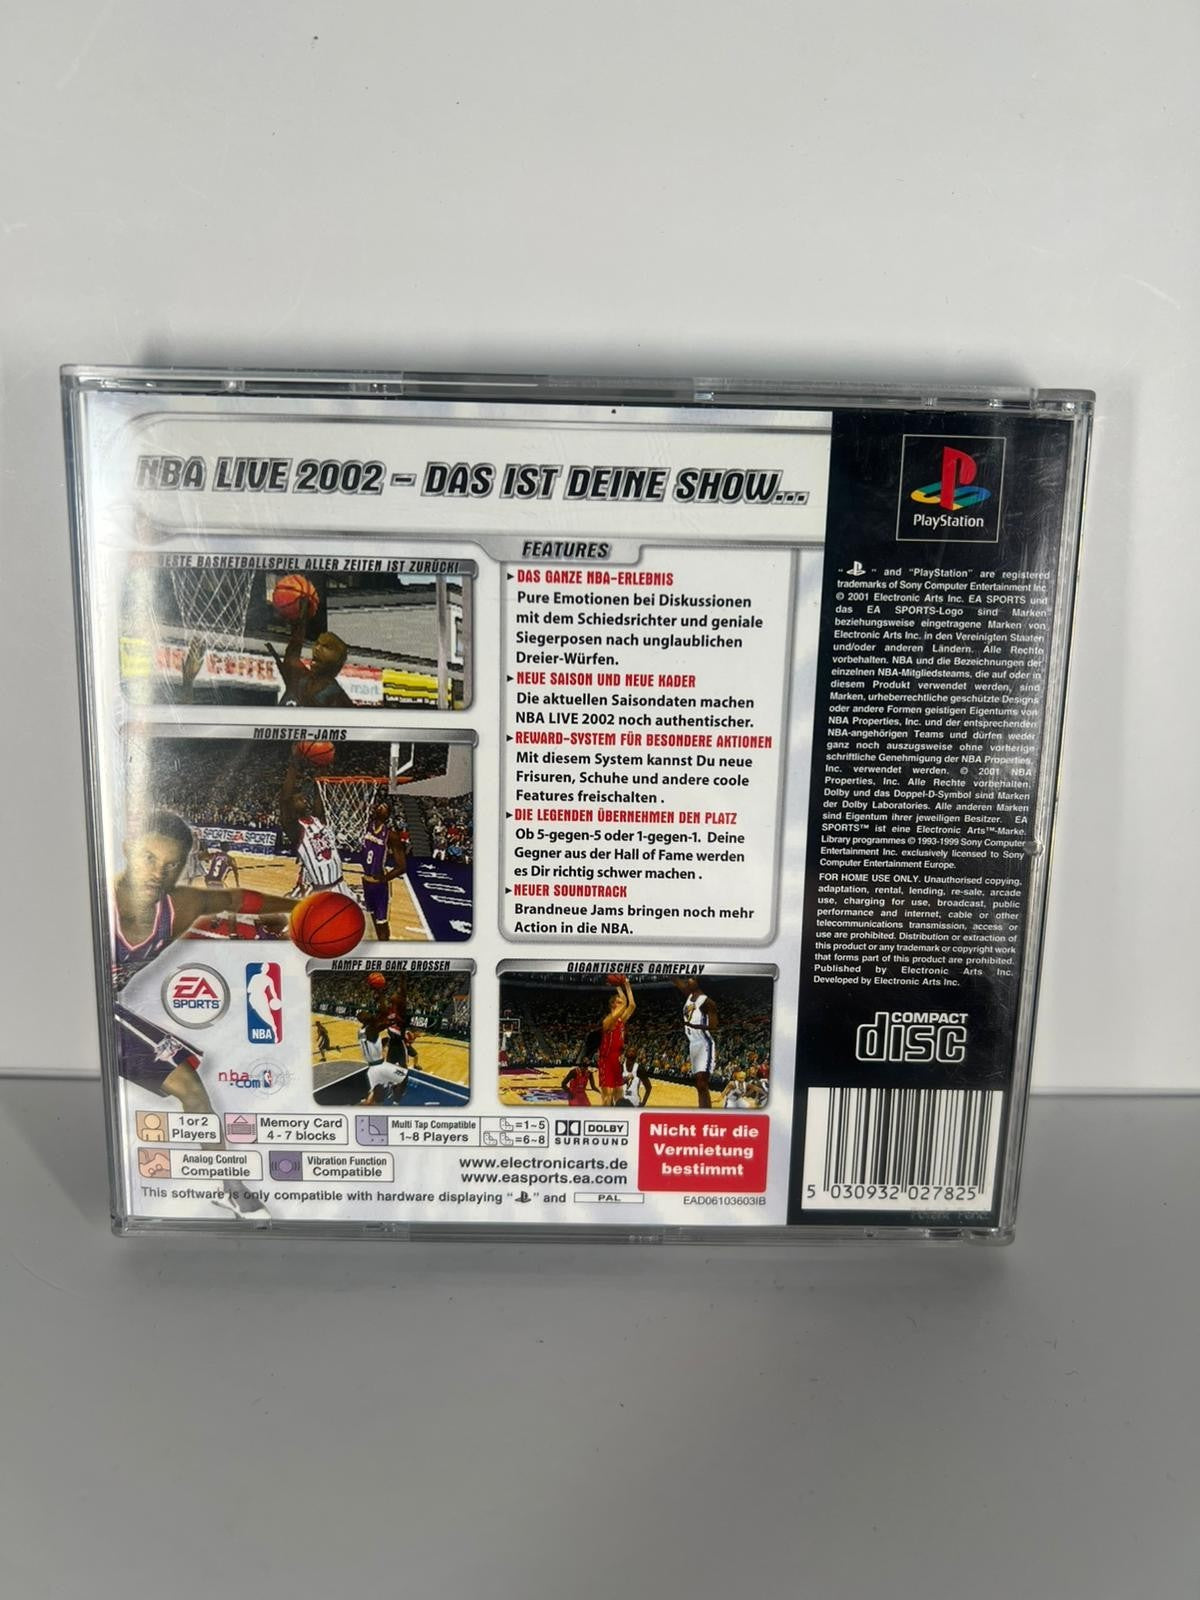 NBA LIVE 2002 – DAS IST DEINE SHOW...
BESTE BASKETBALLSPIEL ALLER ZEITEN IST ZURÜCK!
MONSTER-JAMS
SPORTS EA SPORTS
8
FEATURES
DAS GANZE NBA-ERLEBNIS
Pure Emotionen bei Diskussionen
mit dem Schiedsrichter und geniale
Siegerposen nach unglaublichen
Dreier-Würfen.
NEUE SAISON UND NEUE KADER
Die aktuellen Saisondaten machen
NBA LIVE 2002 noch authentischer.
REWARD-SYSTEM FÜR BESONDERE AKTIONEN
Mit diesem System kannst Du neue
Frisuren, Schuhe und andere coole
Features freischalten .
DIE LEGENDEN ÜBERNEHMEN DEN PLATZ
Ob 5-gegen-5 oder 1-gegen-1. Deine
Gegner aus der Hall of Fame werden
es Dir richtig schwer machen .
NEUER SOUNDTRACK
Brandneue Jams bringen noch mehr
Action in die NBA.
KAMPF DER GANZ GROSSEN
GIGANTISCHES GAMEPLAY
EA
SPORTS
NBA
nba
.com
1 or 2
Players
Memory Card
4 - 7 blocks
Multi Tap Compatible
1~8 Players
=1~5
=6~8
DOLBY
SURROUND
Analog Control
Compatible
Vibration Function
Compatible
www.electronicarts.de
www.easports.ea.com
Nicht für die
Vermietung
bestimmt
This software is only compatible with hardware displaying “ ” and PAL
EAD06103603IB
PlayStation
“ ” and "PlayStation" are registered
trademarks of Sony Computer Entertainment Inc.
© 2001 Electronic Arts Inc. EA SPORTS und
das EA SPORTS-Logo sind Marken
beziehungsweise eingetragene Marken von
Electronic Arts Inc. in den Vereinigten Staaten
und/oder anderen Ländern. Alle Rechte
vorbehalten. NBA und die Bezeichnungen der
einzelnen NBA-Mitgliedsteams, die auf oder in
diesem Produkt verwendet werden, sind
Marken, urheberrechtliche geschützte Designs
oder andere Formen geistigen Eigentums von
NBA Properties, Inc. und der entsprechenden
NBA-angehörigen Teams und dürfen weder
ganz noch auszugsweise ohne vorherige
schriftliche Genehmigung der NBA Properties,
Inc. verwendet werden. © 2001 NBA
Properties, Inc. Alle Rechte vorbehalten.
Dolby und das Doppel-D-Symbol sind Marken
der Dolby Laboratories. Alle anderen Marken
sind Eigentum ihrer jeweiligen Besitzer. EA
SPORTS™ ist eine Electronic Arts™-Marke.
Library programmes © 1993-1999 Sony Computer
Entertainment Inc. exclusively licensed to Sony
Computer Entertainment Europe.
FOR HOME USE ONLY. Unauthorised copying,
adaptation, rental, lending, re-sale, arcade
use, charging for use, broadcast, public
performance and internet, cable or other
telecommunications transmission, access or
use are prohibited. Distribution or extraction of
this product or any trademark or copyright work
that forms part of this product are prohibited.
Published by Electronic Arts Inc.
Developed by Electronic Arts Inc.
COMPACT
disc
5 030932 027825